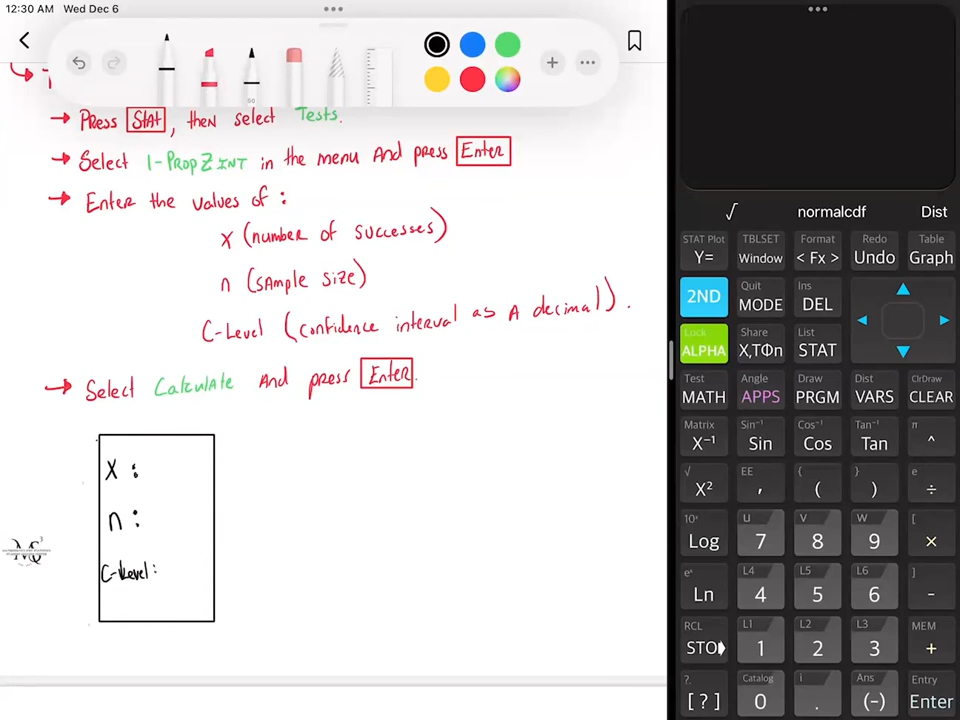 12:30 AM Wed Dec 6
→ Press Stat, then select Tests.
→ Select 1-PROPZINT in the menu And press Enter
→ Enter the values of :
x (number of successes)
n (sample size)
C-Level (confidence interval as A decimal).
→ Select Calculate And press Enter.
X :
n :
C-Level :
√ normalcdf Dist
STAT Plot TBLSET Format Redo Table
Y= Window < Fx > Undo Graph
Quit Ins
2ND MODE DEL
Lock Share List
ALPHA X,TΦn STAT
Test Angle Draw Dist ClrDraw
MATH APPS PRGM VARS CLEAR
Matrix Sin⁻¹ Cos⁻¹ Tan⁻¹ π
X⁻¹ Sin Cos Tan ^
√ EE { } e
X² , ( ) ÷
10ˣ U V W [
Log 7 8 9 ×
eˣ L4 L5 L6 ]
Ln 4 5 6 -
RCL L1 L2 L3 MEM
STO 1 2 3 +
?. Catalog i Ans Entry
[ ? ] 0 . (-) Enter